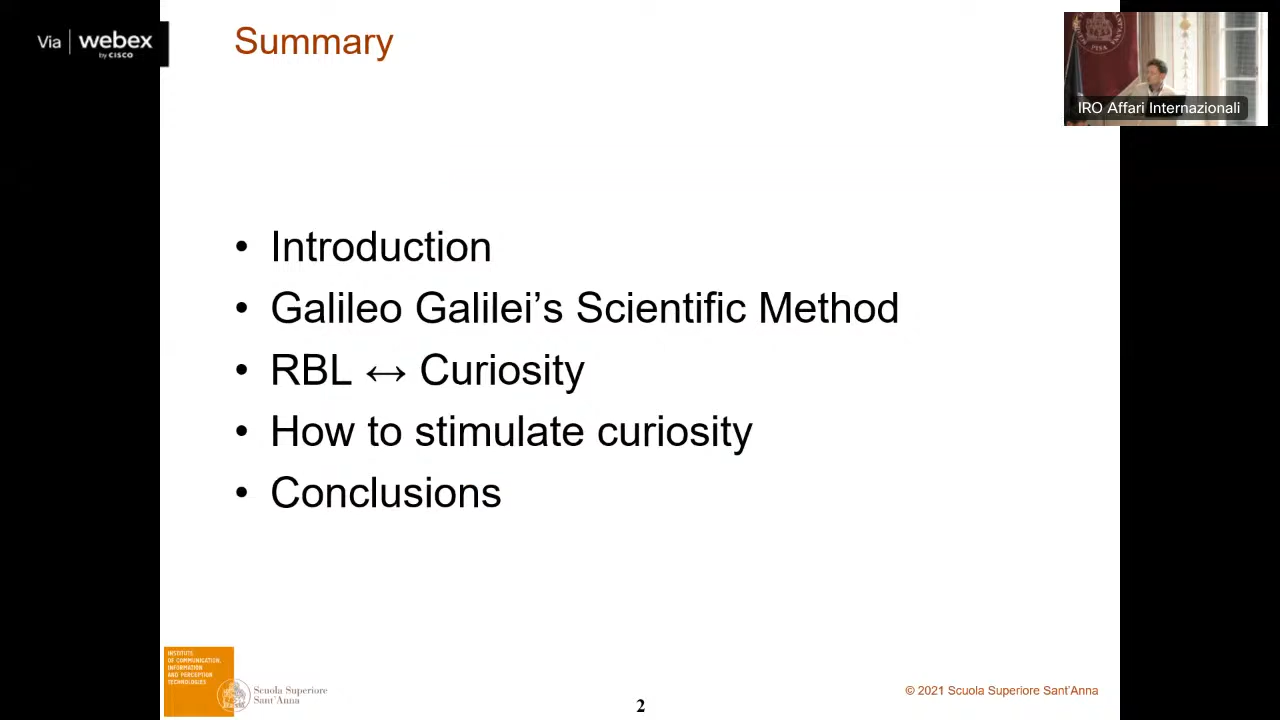 Via webex
by CISCO
Summary
PISA
IRO Affari Internazionali
• Introduction
• Galileo Galilei’s Scientific Method
• RBL ↔ Curiosity
• How to stimulate curiosity
• Conclusions
INSTITUTE
OF COMMUNICATION,
INFORMATION
AND PERCEPTION
TECHNOLOGIES
Scuola Superiore
Sant'Anna
2
© 2021 Scuola Superiore Sant'Anna